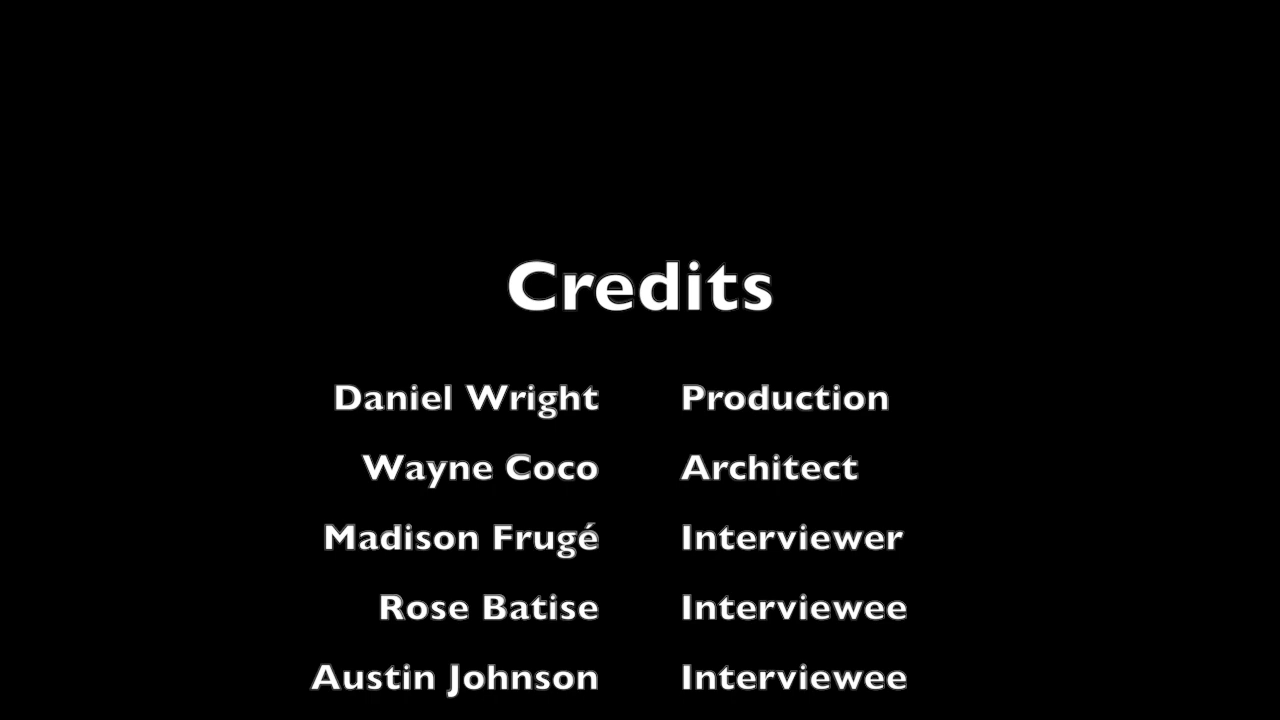 Credits
Daniel Wright Production
Wayne Coco Architect
Madison Frugé Interviewer
Rose Batise Interviewee
Austin Johnson Interviewee